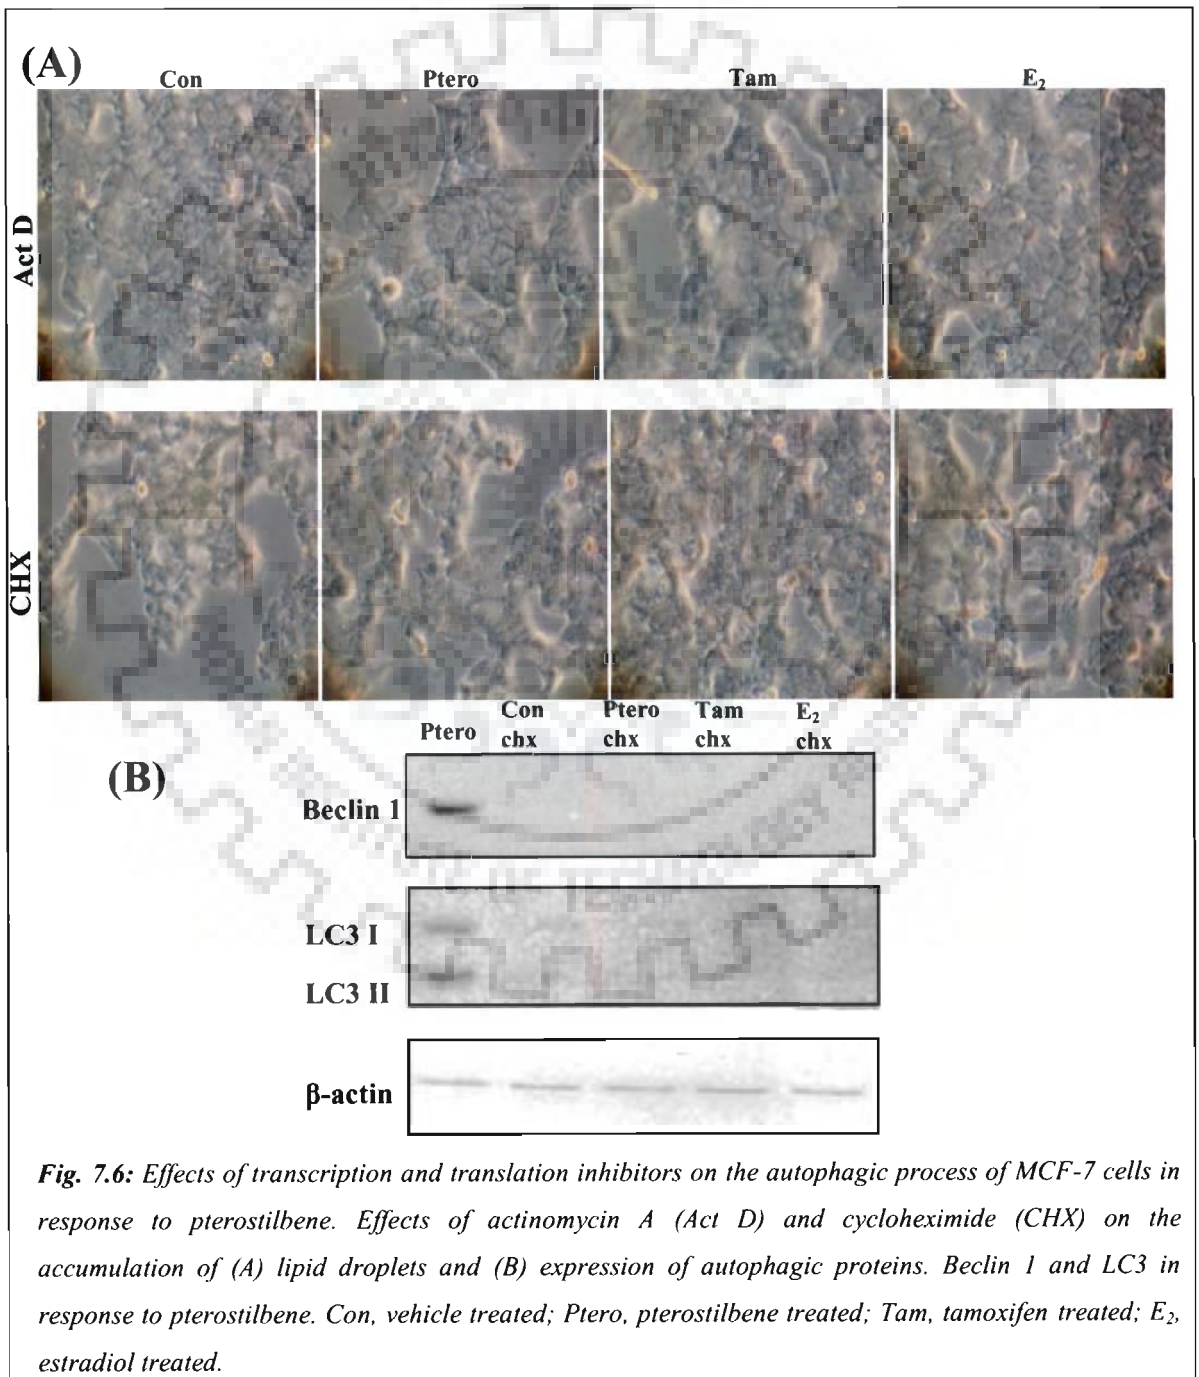 (A)
Con Ptero Tam E₂
Act D
CHX
(B)
Ptero Con chx Ptero chx Tam chx E₂ chx
Beclin 1
LC3 I
LC3 II
β-actin
Fig. 7.6: Effects of transcription and translation inhibitors on the autophagic process of MCF-7 cells in
response to pterostilbene. Effects of actinomycin A (Act D) and cycloheximide (CHX) on the
accumulation of (A) lipid droplets and (B) expression of autophagic proteins. Beclin 1 and LC3 in
response to pterostilbene. Con, vehicle treated; Ptero, pterostilbene treated; Tam, tamoxifen treated; E₂,
estradiol treated.